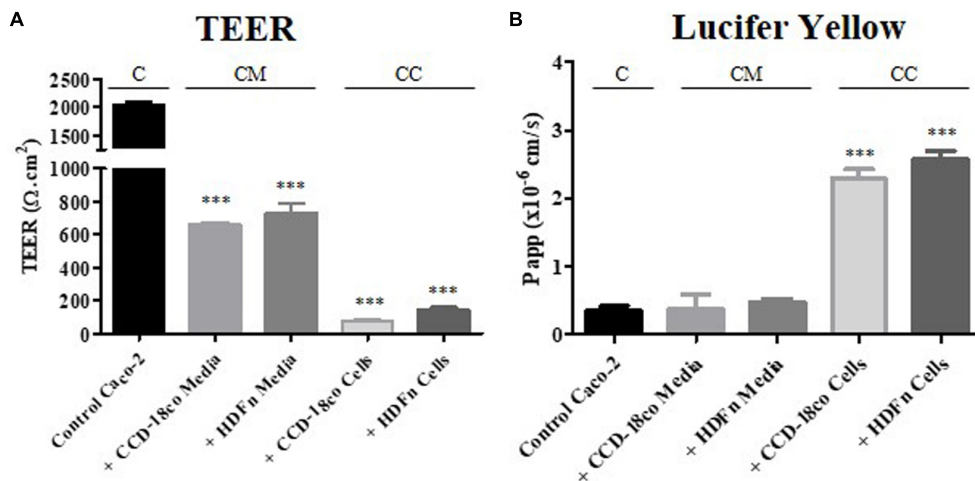 A
TEER
C
CM
CC
TEER (Ω.cm²)
2500
2000
1500
1000
800
600
400
200
0
***
***
***
***
Control Caco-2
+ CCD-18co Media
+ HDFn Media
+ CCD-18co Cells
+ HDFn Cells
B
Lucifer Yellow
C
CM
CC
Papp (x10⁻⁶ cm/s)
4
3
2
1
0
***
***
Control Caco-2
+ CCD-18co Media
+ HDFn Media
+ CCD-18co Cells
+ HDFn Cells